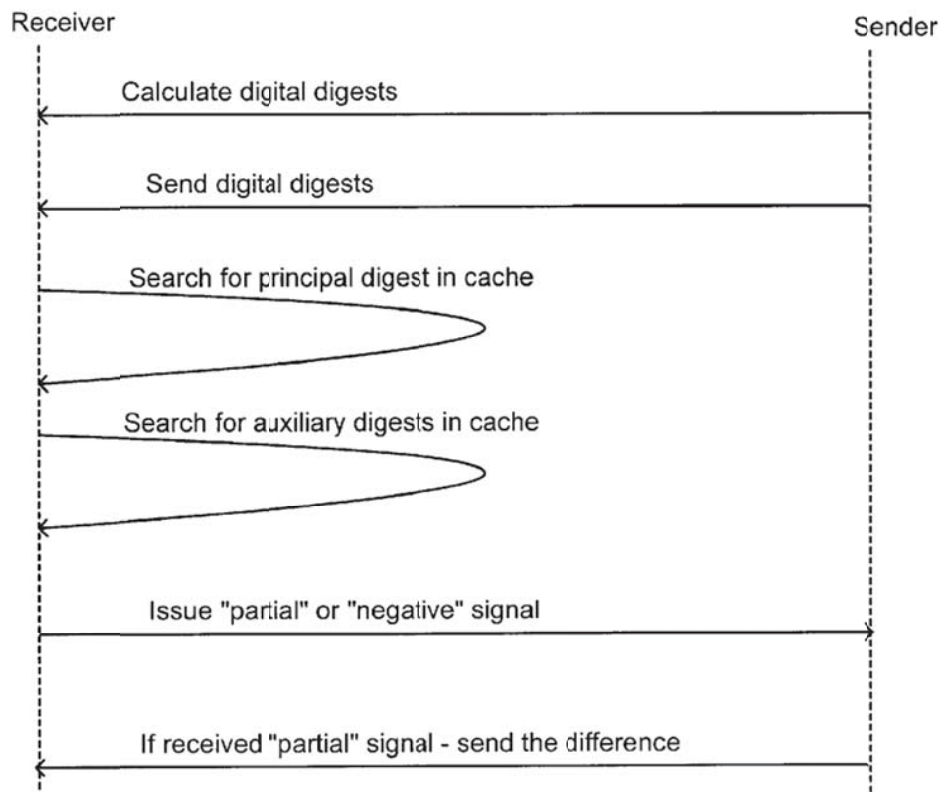 Receiver
Sender
Calculate digital digests
Send digital digests
Search for principal digest in cache
Search for auxiliary digests in cache
Issue "partial" or "negative" signal
If received "partial" signal - send the difference